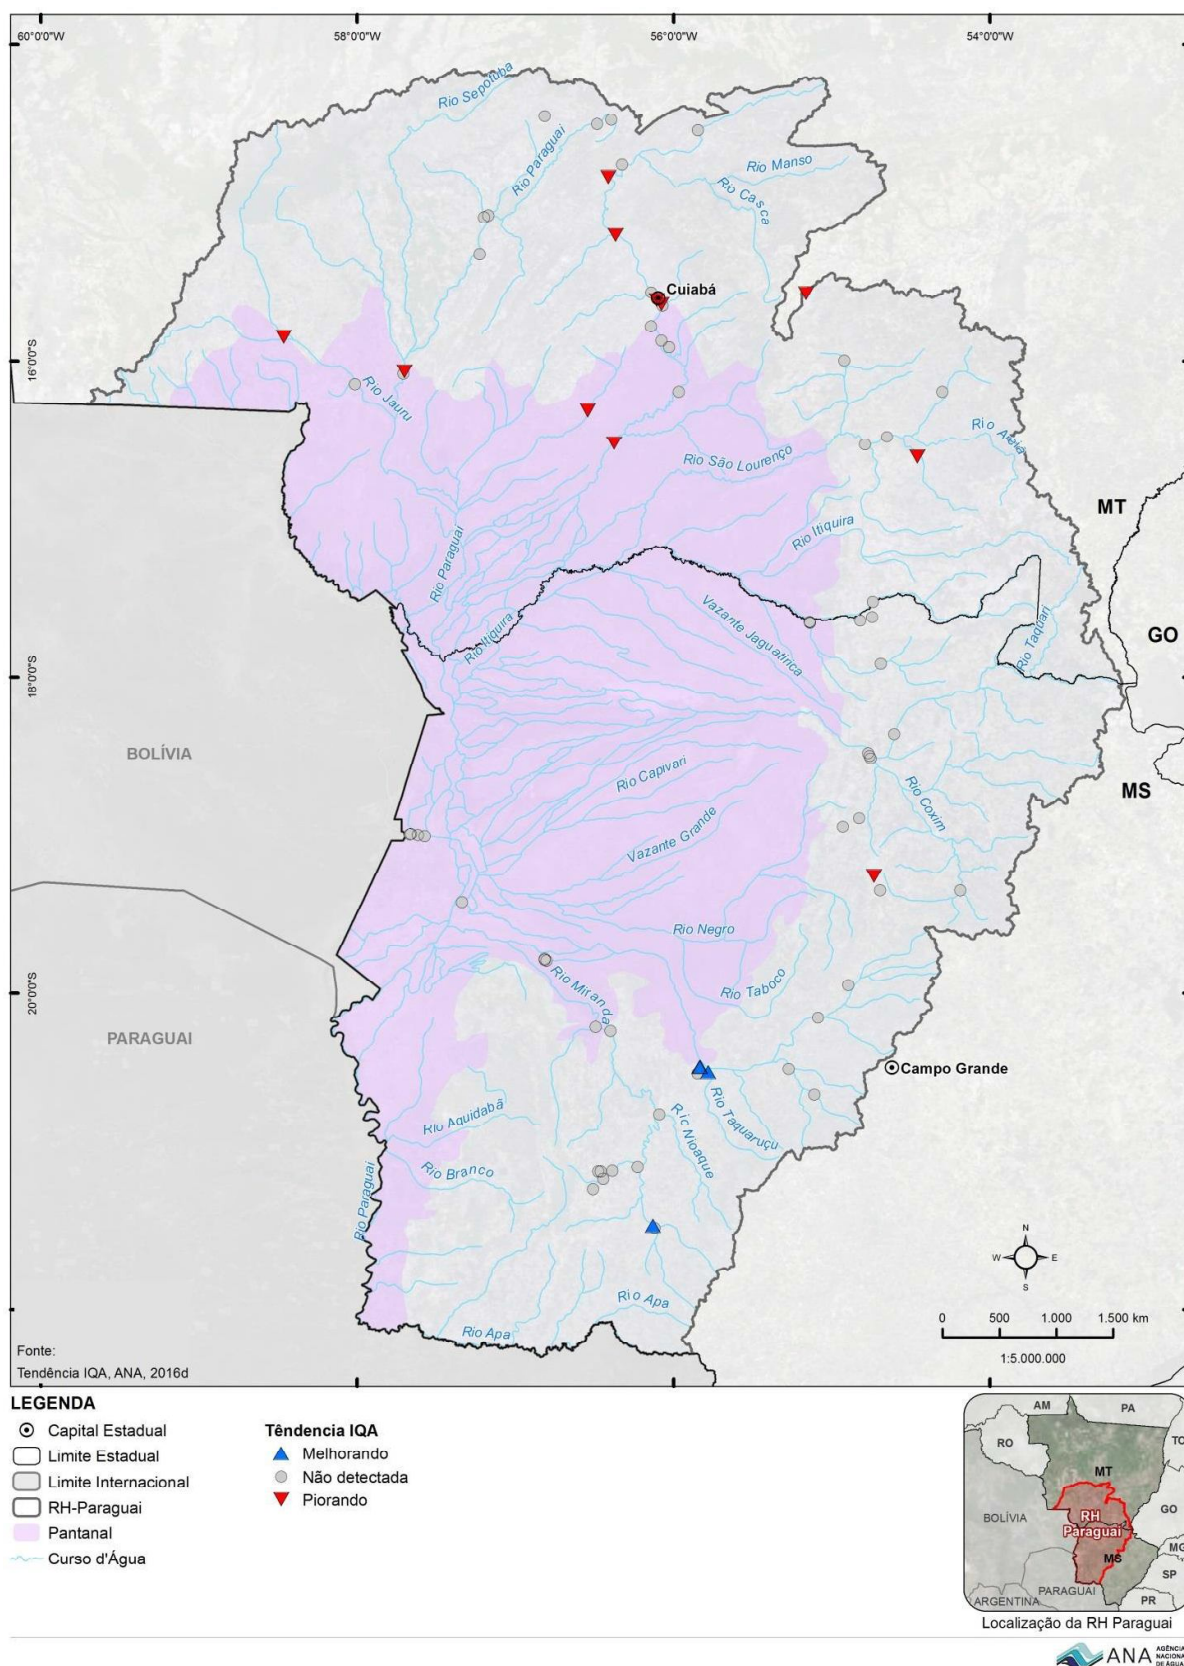 60°0'0"W
58°0'0"W
56°0'0"W
54°0'0"W
Rio Sepotuba
Rio Paraguai
Rio Manso
Rio Casca
Cuiabá
16°0'0"S
Rio Jauru
Rio São Lourenço
MT
Rio Itiquira
Rio Paraguai
Vazante Jaguatirica
Rio Itiquira
Rio Taquari
GO
18°0'0"S
BOLÍVIA
Rio Capivari
Rio Coxim
MS
Vazante Grande
Rio Negro
Rio Miranda
Rio Taboco
20°0'0"S
PARAGUAI
Campo Grande
Rio Aquidabã
Rio Nioaque
Rio Taquaruçu
Rio Branco
Rio Paraguai
N
W E
S
Rio Apa
Rio Apa
0 500 1.000 1.500 km
1:5.000.000
Fonte:
Tendência IQA, ANA, 2016d
LEGENDA
Capital Estadual
Limite Estadual
Limite Internacional
RH-Paraguai
Pantanal
Curso d'Água
Têndencia IQA
Melhorando
Não detectada
Piorando
AM
PA
RO
TO
MT
GO
BOLÍVIA
RH
Paraguai
MS
MG
SP
PARAGUAI
ARGENTINA
PR
Localização da RH Paraguai
ANA
AGÊNCIA
NACIONAL